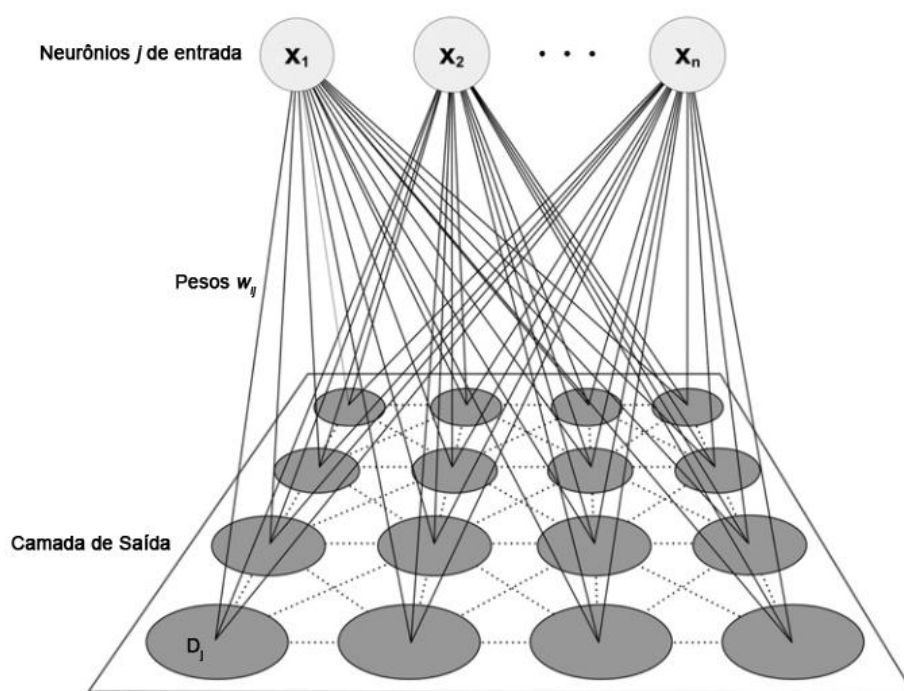 Neurônios j de entrada
x₁
x₂
. . .
xₙ
Pesos wᵢⱼ
Camada de Saída
Dⱼ